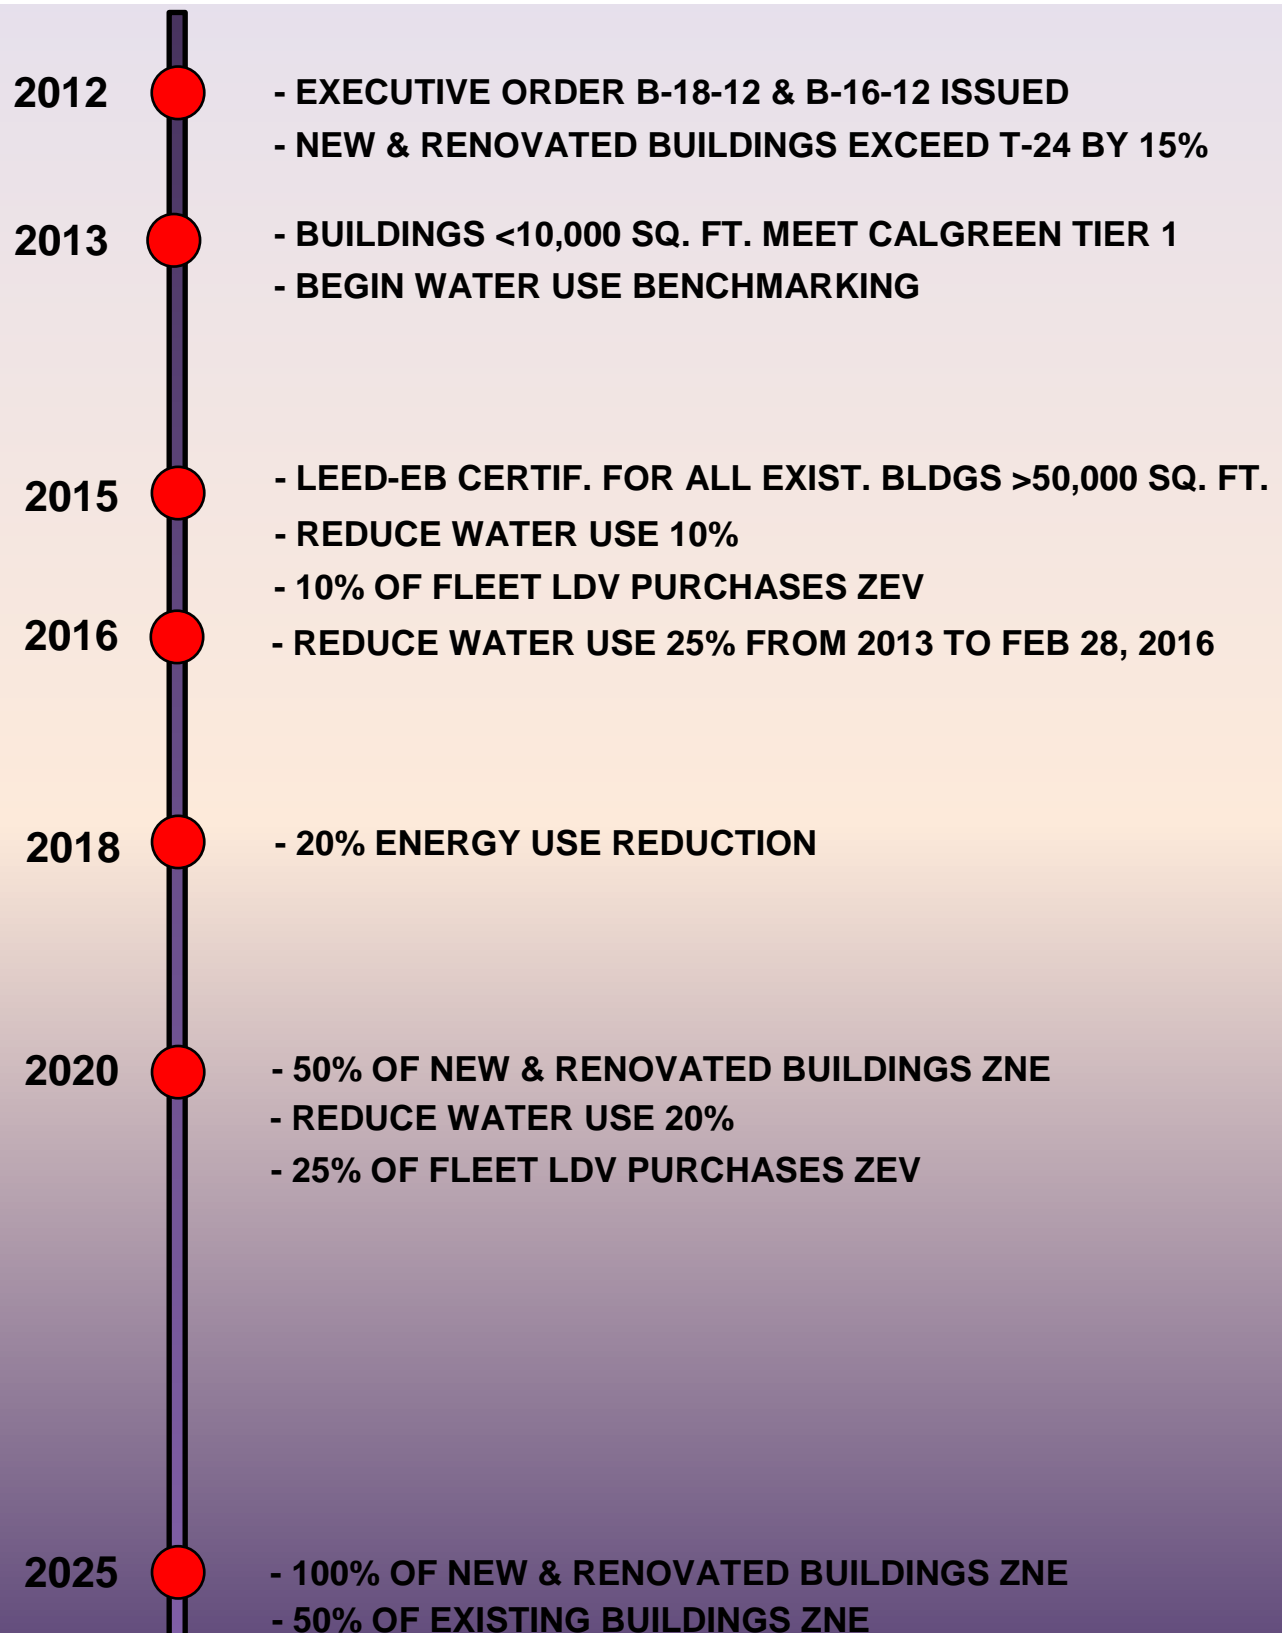 2012
- EXECUTIVE ORDER B-18-12 & B-16-12 ISSUED
- NEW & RENOVATED BUILDINGS EXCEED T-24 BY 15%
2013
- BUILDINGS <10,000 SQ. FT. MEET CALGREEN TIER 1
- BEGIN WATER USE BENCHMARKING
2015
- LEED-EB CERTIF. FOR ALL EXIST. BLDGS >50,000 SQ. FT.
- REDUCE WATER USE 10%
- 10% OF FLEET LDV PURCHASES ZEV
2016
- REDUCE WATER USE 25% FROM 2013 TO FEB 28, 2016
2018
- 20% ENERGY USE REDUCTION
2020
- 50% OF NEW & RENOVATED BUILDINGS ZNE
- REDUCE WATER USE 20%
- 25% OF FLEET LDV PURCHASES ZEV
2025
- 100% OF NEW & RENOVATED BUILDINGS ZNE
- 50% OF EXISTING BUILDINGS ZNE